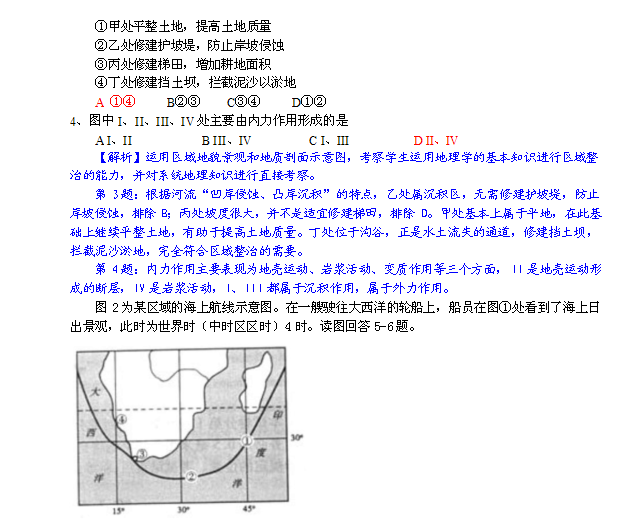 ①甲处平整土地，提高土地质量
②乙处修建护坡堤，防止岸坡侵蚀
③丙处修建梯田，增加耕地面积
④丁处修建挡土坝，拦截泥沙以淤地
A ①④ B②③ C③④ D①②
4、图中 I、II、III、IV 处主要由内力作用形成的是
A I、II B III、IV C I、III D II、IV
【解析】运用区域地貌景观和地质剖面示意图，考察学生运用地理学的基本知识进行区域整
治的能力，并对系统地理知识进行直接考察。
第 3题：根据河流“凹岸侵蚀、凸岸沉积”的特点，乙处属沉积区，无需修建护坡堤，防止
岸坡侵蚀，排除 B；丙处坡度很大，并不是适宜修建梯田，排除 D。甲处基本上属于平地，在此基
础上继续平整土地，有助于提高土地质量。丁处位于沟谷，正是水土流失的通道，修建挡土坝，
拦截泥沙淤地，完全符合区域整治的需要。
第 4题：内力作用主要表现为地壳运动、岩浆活动、变质作用等三个方面，II 是地壳运动形
成的断层，IV 是岩浆活动，I、III 都属于沉积作用，属于外力作用。
图 2为某区域的海上航线示意图。在一艘驶往大西洋的轮船上，船员在图①处看到了海上日
出景观，此时为世界时（中时区区时）4 时。读图回答 5-6题。
大
西
洋
④
③
②
①
印
度
洋
30°
15° 30° 45°